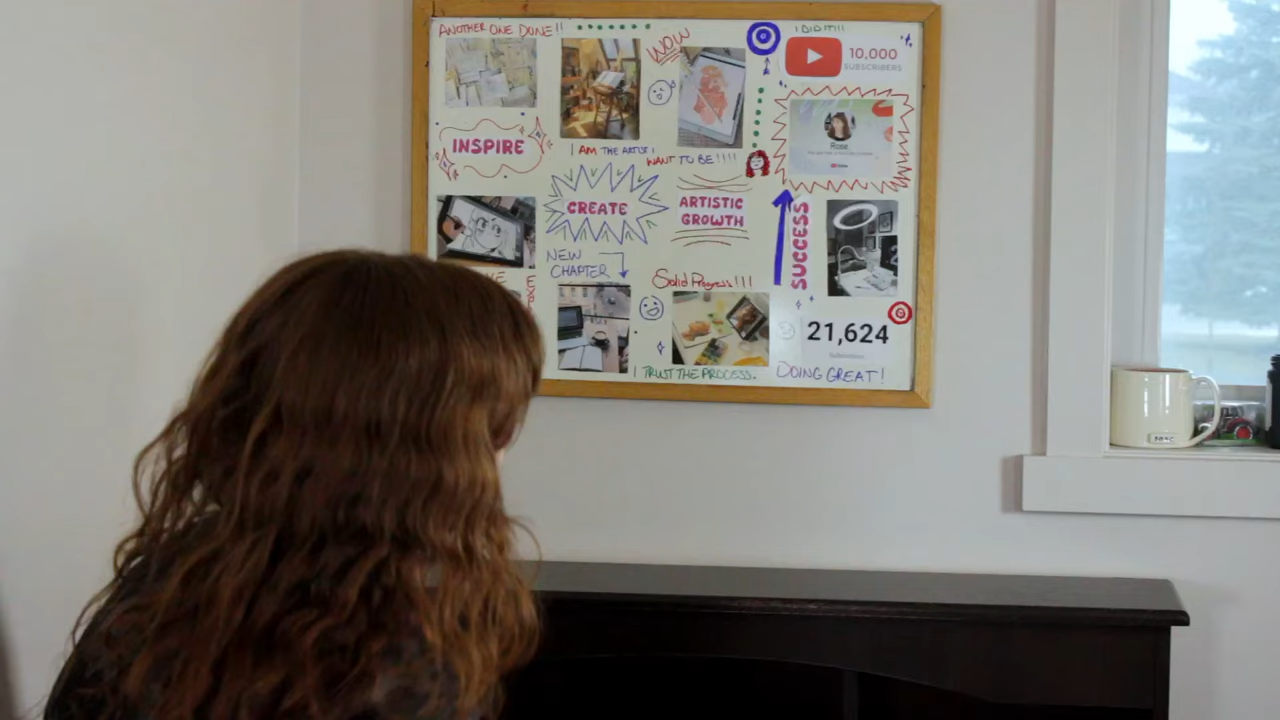 ANOTHER ONE DONE!!
WOW
I DID IT!!!
10,000
SUBSCRIBERS
INSPIRE
I AM THE ARTIST I
WANT TO BE!!!!
Rose.
CREATE
ARTISTIC
GROWTH
SUCCESS
NEW
CHAPTER
Solid Progress!!!
21,624
Subscribers
I TRUST THE PROCESS.
DOING GREAT!